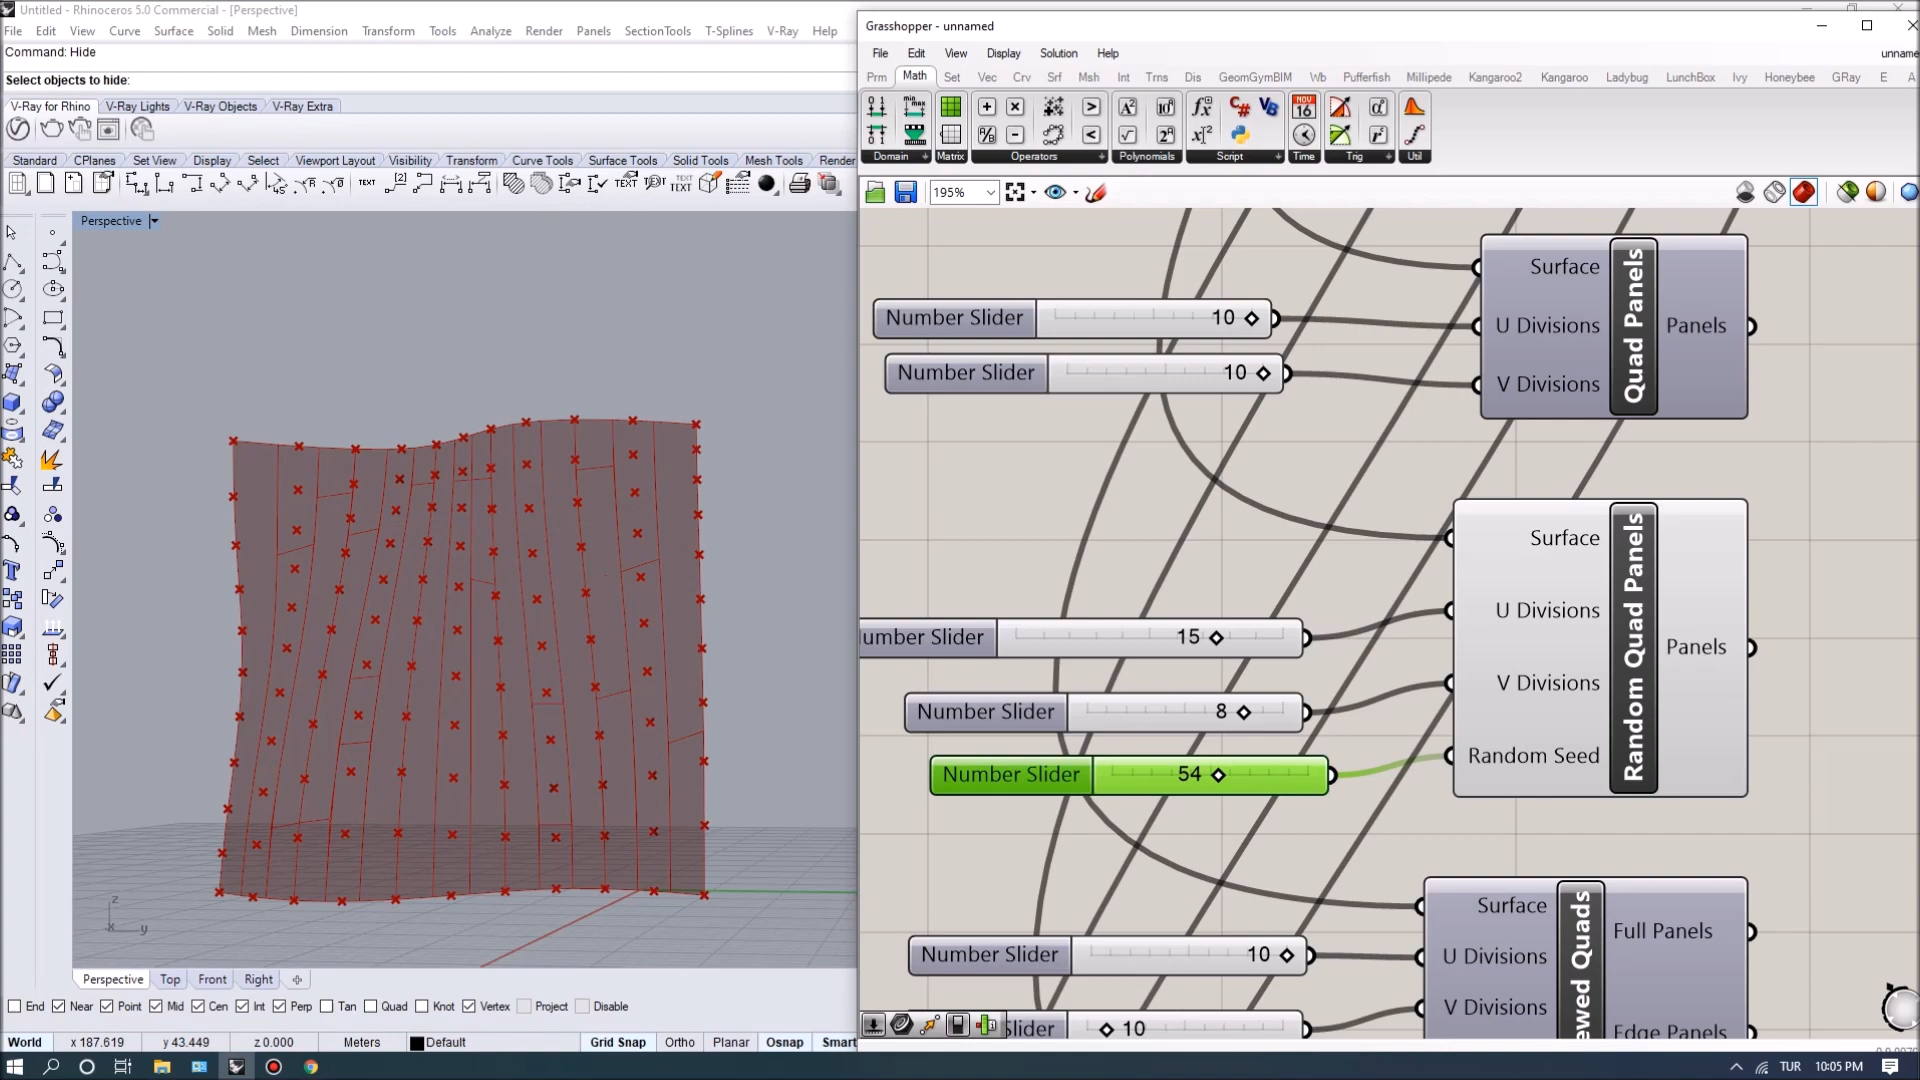 Untitled - Rhinoceros 5.0 Commercial - [Perspective]
File Edit View Curve Surface Solid Mesh Dimension Transform Tools Analyze Render Panels SectionTools T-Splines V-Ray Help
Command: Hide
Select objects to hide:
V-Ray for Rhino V-Ray Lights V-Ray Objects V-Ray Extra
Standard CPlanes Set View Display Select Viewport Layout Visibility Transform Curve Tools Surface Tools Solid Tools Mesh Tools Render
Perspective
z
x y
Perspective Top Front Right
End Near Point Mid Cen Int Perp Tan Quad Knot Vertex Project Disable
World x 187.619 y 43.449 z 0.000 Meters Default Grid Snap Ortho Planar Osnap Smart
Grasshopper - unnamed
File Edit View Display Solution Help
unname
Prm Math Set Vec Crv Srf Msh Int Trns Dis GeomGymBIM Wb Pufferfish Millipede Kangaroo2 Kangaroo Ladybug LunchBox Ivy Honeybee GRay E A
Domain Matrix Operators Polynomials Script Time Trig Util
195%
Surface
U Divisions
V Divisions
Quad Panels
Panels
Number Slider 10
Number Slider 10
Surface
U Divisions
V Divisions
Random Seed
Random Quad Panels
Panels
umber Slider 15
Number Slider 8
Number Slider 54
Surface
U Divisions
V Divisions
ewed Quads
Full Panels
Edge Panels
Number Slider 10
Slider 10
TUR 10:05 PM